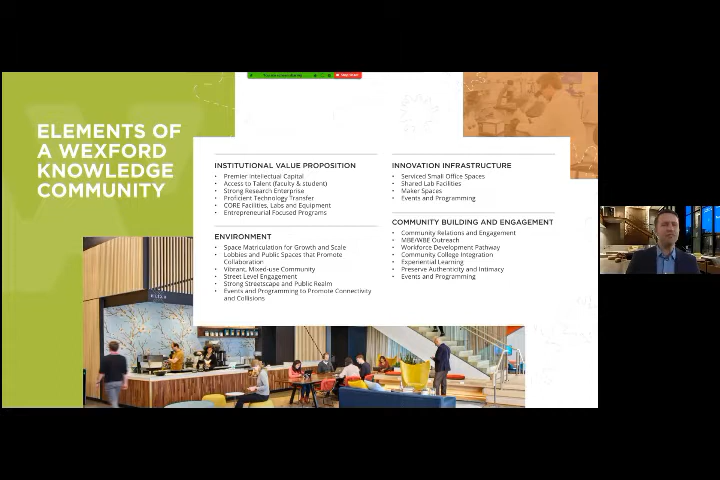 ELEMENTS OF
A WEXFORD
KNOWLEDGE
COMMUNITY
INSTITUTIONAL VALUE PROPOSITION
• Premier Intellectual Capital
• Access to Talent (faculty & student)
• Strong Research Enterprise
• Proficient Technology Transfer
• CORE Facilities, Labs and Equipment
• Entrepreneurial Focused Programs
ENVIRONMENT
• Space Matriculation for Growth and Scale
• Lobbies and Public Spaces that Promote
Collaboration
• Vibrant, Mixed-use Community
• Street Level Engagement
• Strong Streetscape and Public Realm
• Events and Programming to Promote Connectivity
and Collisions
INNOVATION INFRASTRUCTURE
• Serviced Small Office Spaces
• Shared Lab Facilities
• Maker Spaces
• Events and Programming
COMMUNITY BUILDING AND ENGAGEMENT
• Community Relations and Engagement
• MBE/WBE Outreach
• Workforce Development Pathway
• Community College Integration
• Experiential Learning
• Preserve Authenticity and Intimacy
• Events and Programming